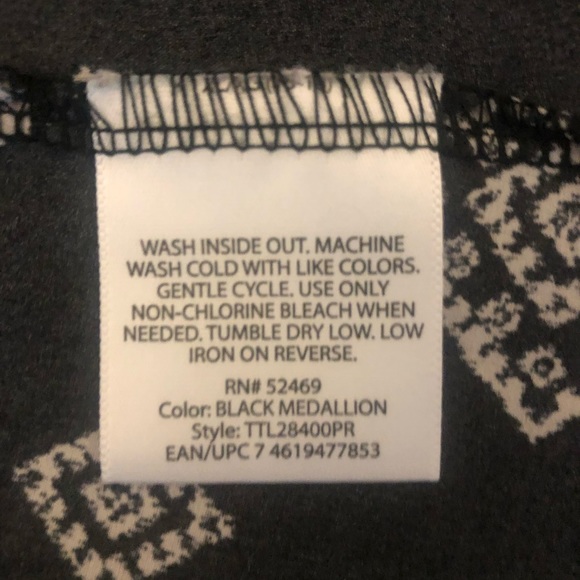 WASH INSIDE OUT. MACHINE
WASH COLD WITH LIKE COLORS.
GENTLE CYCLE. USE ONLY
NON-CHLORINE BLEACH WHEN
NEEDED. TUMBLE DRY LOW. LOW
IRON ON REVERSE.
RN# 52469
Color: BLACK MEDALLION
Style: TTL28400PR
EAN/UPC 7 4619477853